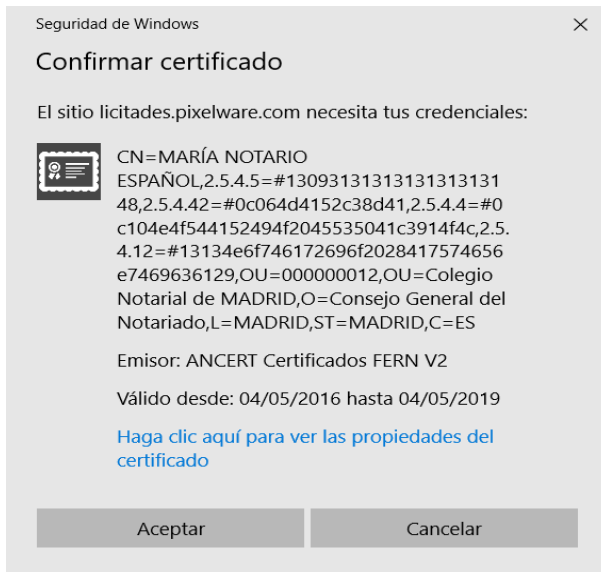 Seguridad de Windows
Confirmar certificado
El sitio licitades.pixelware.com necesita tus credenciales:
CN=MARÍA NOTARIO
ESPAÑOL,2.5.4.5=#13093131313131313131
48,2.5.4.42=#0c064d4152c38d41,2.5.4.4=#0
c104e4f544152494f2045535041c3914f4c,2.5.
4.12=#13134e6f746172696f2028417574656
e7469636129,OU=000000012,OU=Colegio
Notarial de MADRID,O=Consejo General del
Notariado,L=MADRID,ST=MADRID,C=ES
Emisor: ANCERT Certificados FERN V2
Válido desde: 04/05/2016 hasta 04/05/2019
Haga clic aquí para ver las propiedades del
certificado
Aceptar
Cancelar